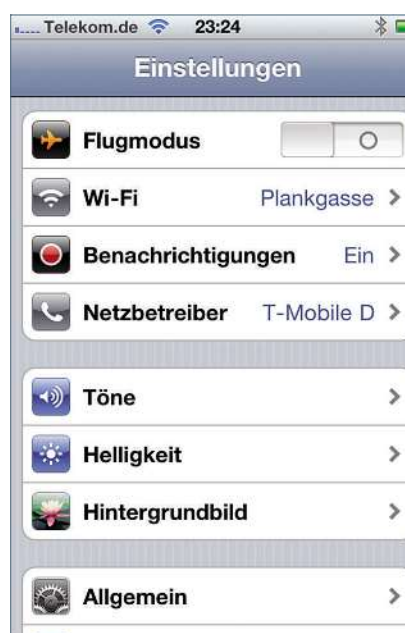 Telekom.de 23:24
Einstellungen
Flugmodus
Wi-Fi Plankgasse
Benachrichtigungen Ein
Netzbetreiber T-Mobile D
Töne
Helligkeit
Hintergrundbild
Allgemein